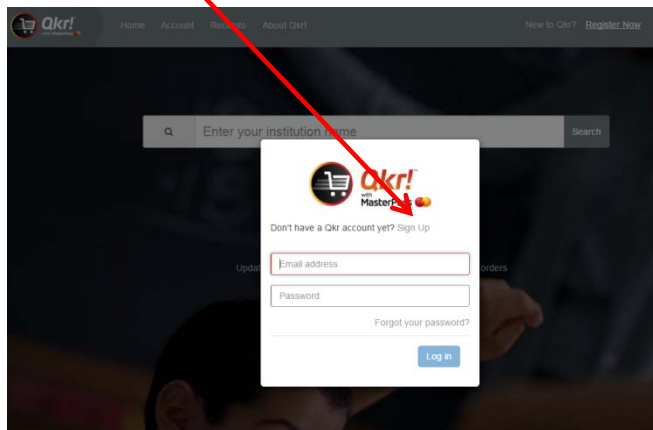 Qkr!
with MasterPass
Home Account Receipts About Qkr! New to Qkr? Register Now
Enter your institution name Search
Qkr!
with
MasterPass
Don't have a Qkr account yet? Sign Up
Email address
orders.
Password
Forgot your password?
Log in